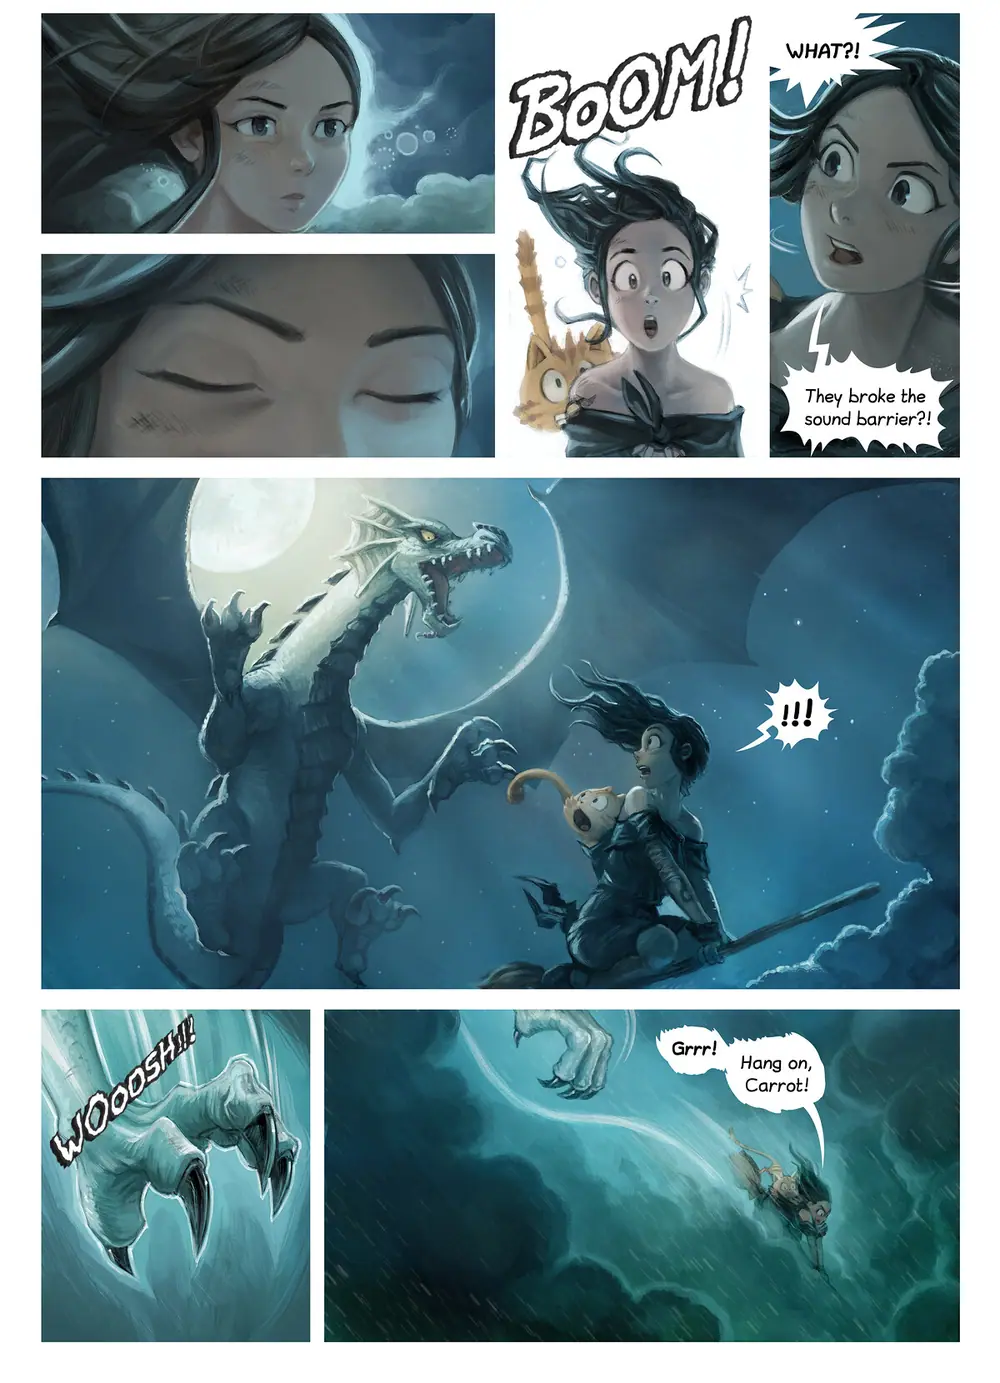 BOOM!
WHAT?!
They broke the
sound barrier?!
!!!
WOOOSH!!!
Grrr!
Hang on,
Carrot!